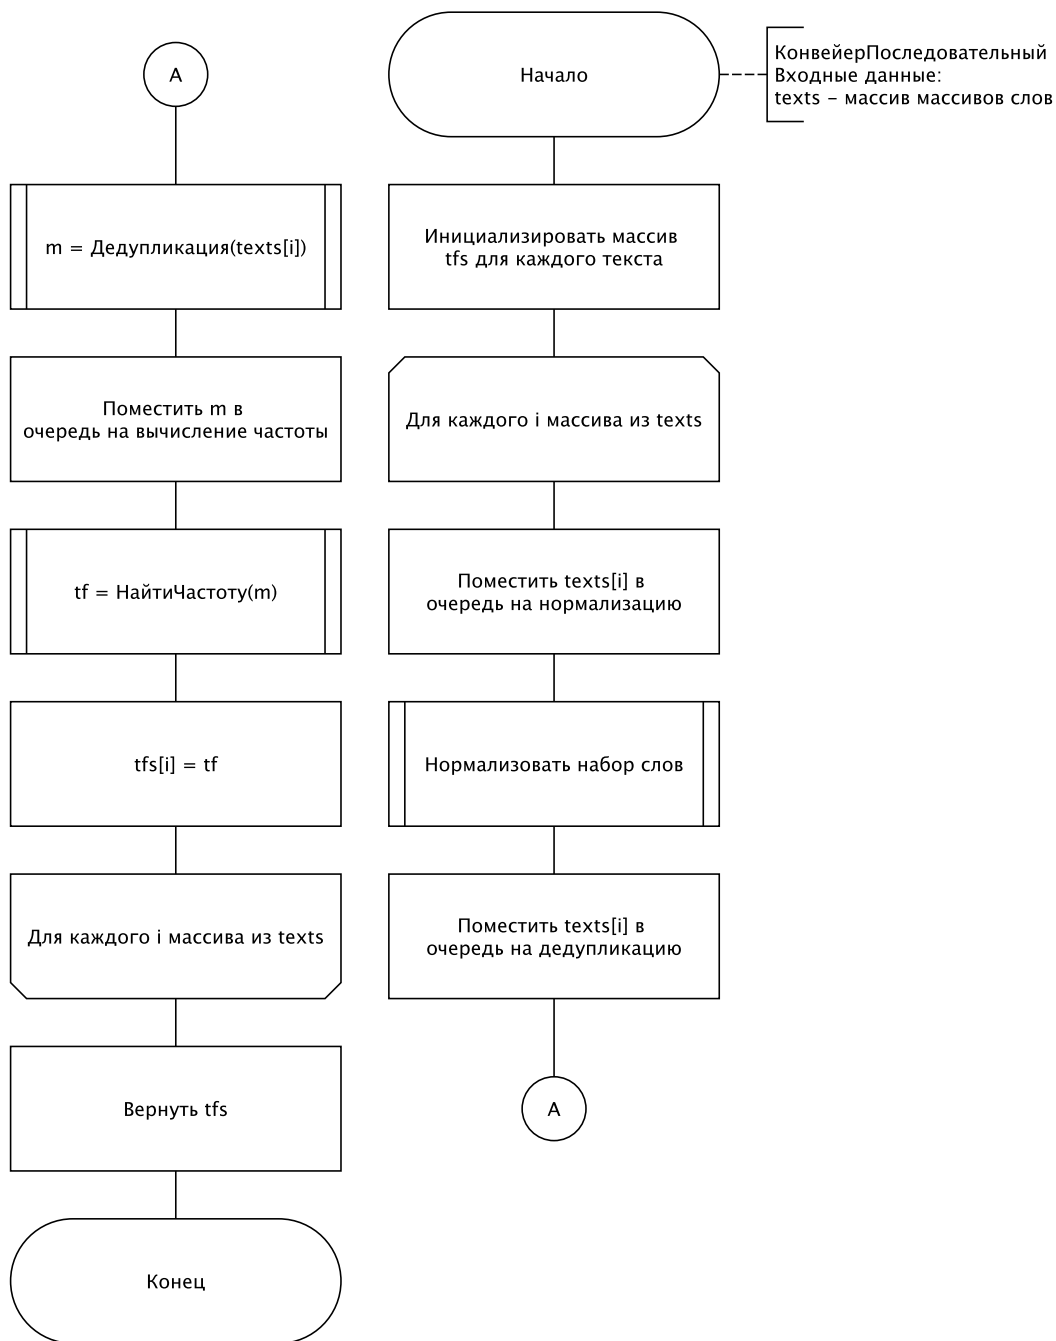 Начало
КонвейерПоследовательный
Входные данные:
texts – массив массивов слов
Инициализировать массив
tfs для каждого текста
Для каждого i массива из texts
Поместить texts[i] в
очередь на нормализацию
Нормализовать набор слов
Поместить texts[i] в
очередь на дедупликацию
A
A
m = Дедупликация(texts[i])
Поместить m в
очередь на вычисление частоты
tf = НайтиЧастоту(m)
tfs[i] = tf
Для каждого i массива из texts
Вернуть tfs
Конец